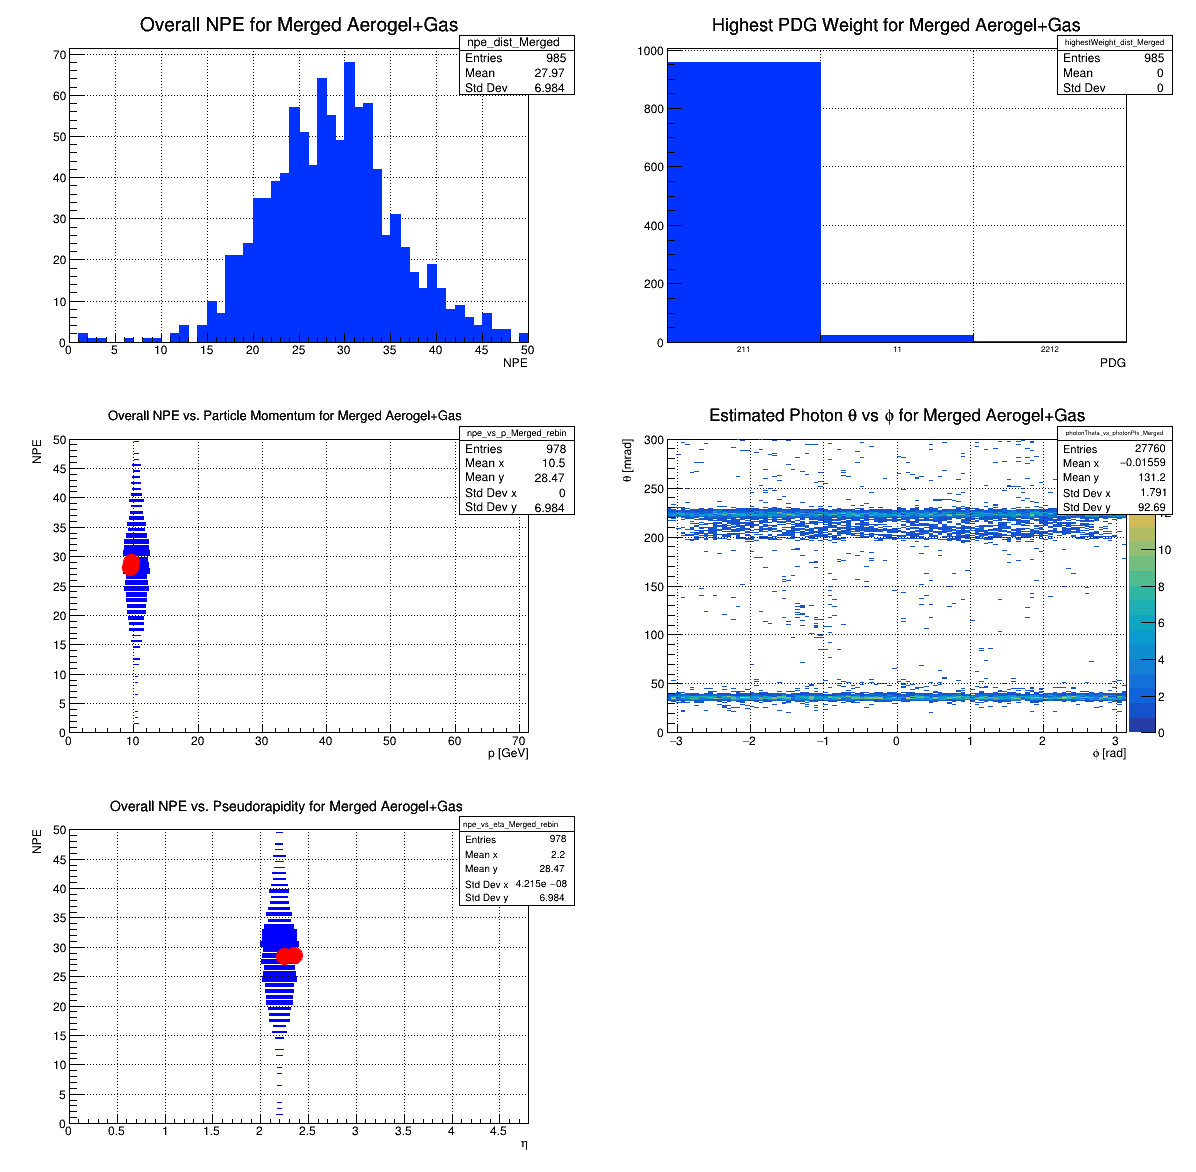 Overall NPE for Merged Aerogel+Gas
npe_dist_Merged
Entries 985
Mean 27.97
Std Dev 6.984
70
60
50
40
30
20
10
0
0 5 10 15 20 25 30 35 40 45 50
NPE
Highest PDG Weight for Merged Aerogel+Gas
highestWeight_dist_Merged
Entries 985
Mean 0
Std Dev 0
1000
800
600
400
200
0
211 11 2212
PDG
Overall NPE vs. Particle Momentum for Merged Aerogel+Gas
npe_vs_p_Merged_rebin
Entries 978
Mean x 10.5
Mean y 28.47
Std Dev x 0
Std Dev y 6.984
NPE
50
45
40
35
30
25
20
15
10
5
0
0 10 20 30 40 50 60 70
p [GeV]
Estimated Photon θ vs ϕ for Merged Aerogel+Gas
photonTheta_vs_photonPhi_Merged
Entries 27760
Mean x −0.01559
Mean y 131.2
Std Dev x 1.791
Std Dev y 92.69
θ [mrad]
300
250
200
150
100
50
0
−3 −2 −1 0 1 2 3
ϕ [rad]
12
10
8
6
4
2
0
Overall NPE vs. Pseudorapidity for Merged Aerogel+Gas
npe_vs_eta_Merged_rebin
Entries 978
Mean x 2.2
Mean y 28.47
Std Dev x 4.215e −08
Std Dev y 6.984
NPE
50
45
40
35
30
25
20
15
10
5
0
0 0.5 1 1.5 2 2.5 3 3.5 4 4.5
η